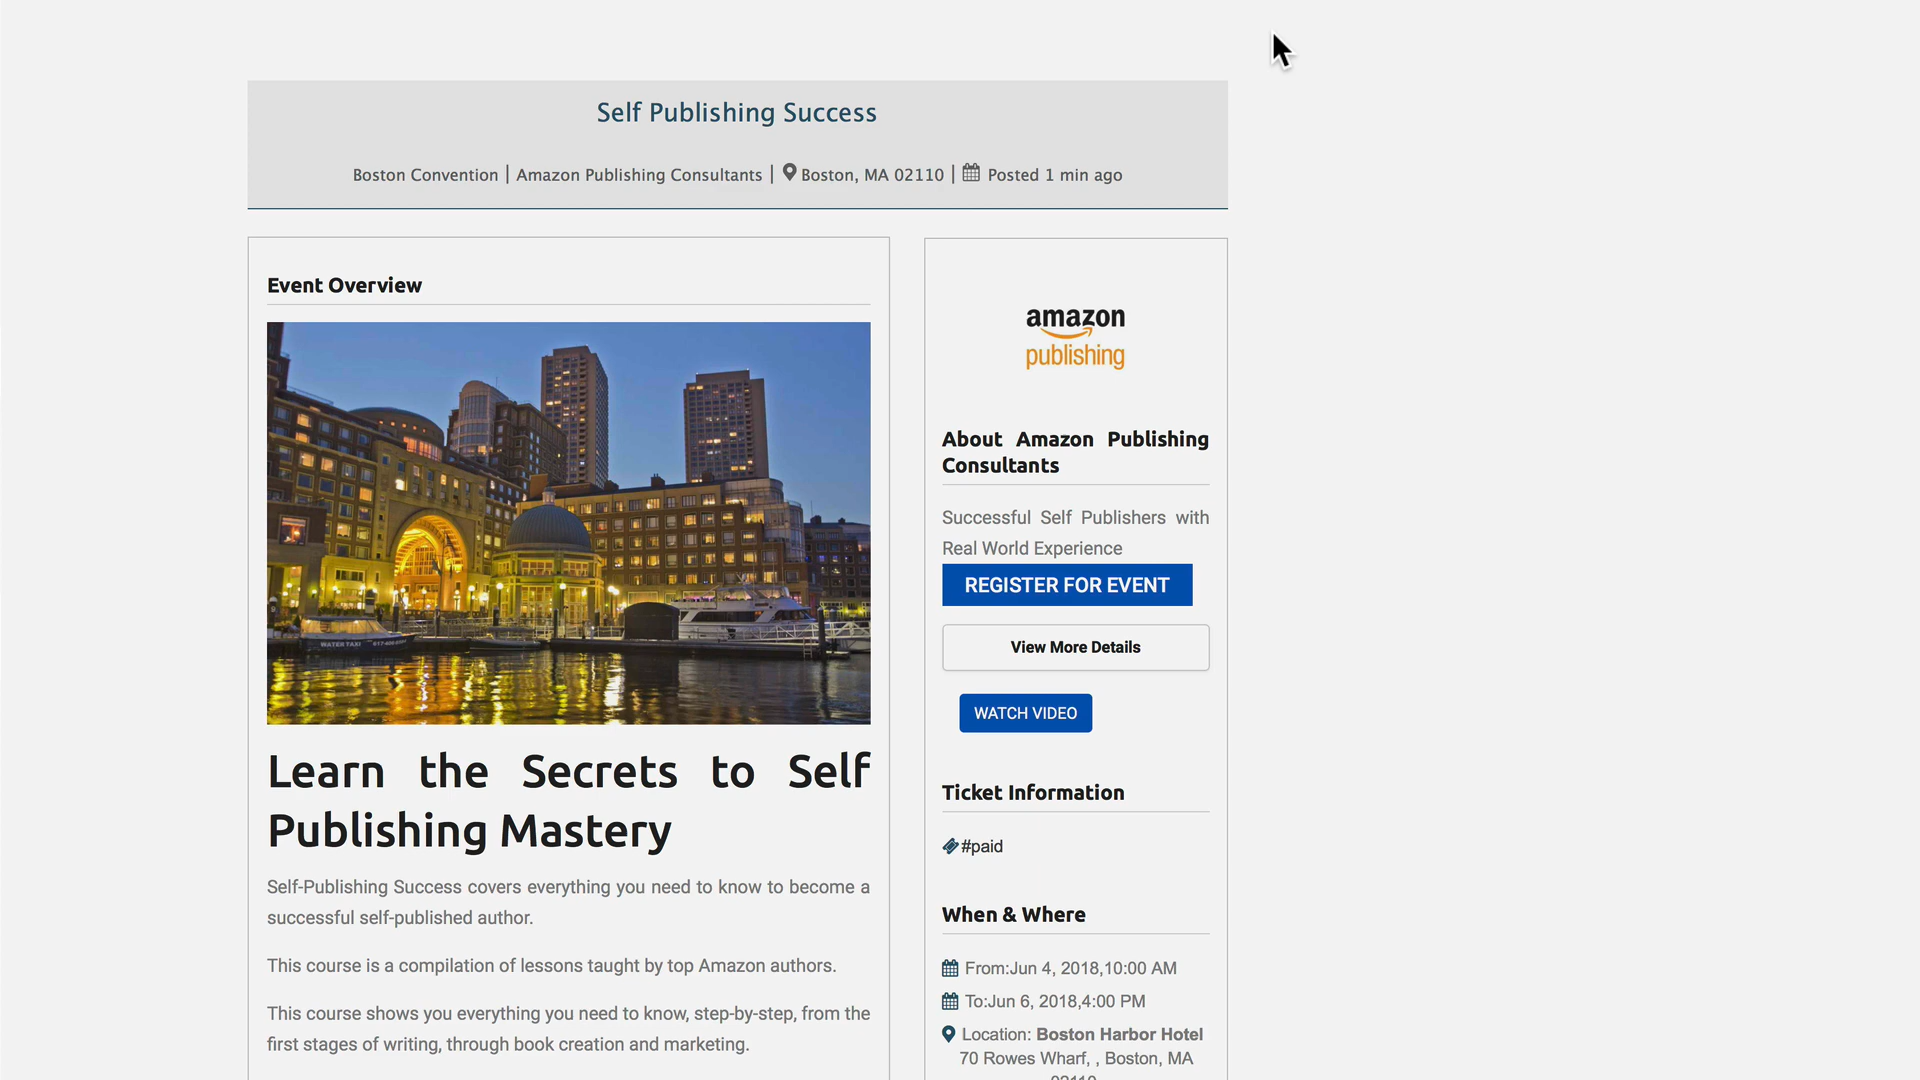 Self Publishing Success
Boston Convention | Amazon Publishing Consultants | Boston, MA 02110 | Posted 1 min ago
Event Overview
WATER TAXI
Learn the Secrets to Self
Publishing Mastery
Self-Publishing Success covers everything you need to know to become a
successful self-published author.
This course is a compilation of lessons taught by top Amazon authors.
This course shows you everything you need to know, step-by-step, from the
first stages of writing, through book creation and marketing.
amazon
publishing
About Amazon Publishing
Consultants
Successful Self Publishers with
Real World Experience
REGISTER FOR EVENT
View More Details
WATCH VIDEO
Ticket Information
#paid
When & Where
From:Jun 4, 2018,10:00 AM
To:Jun 6, 2018,4:00 PM
Location: Boston Harbor Hotel
70 Rowes Wharf, , Boston, MA
02110